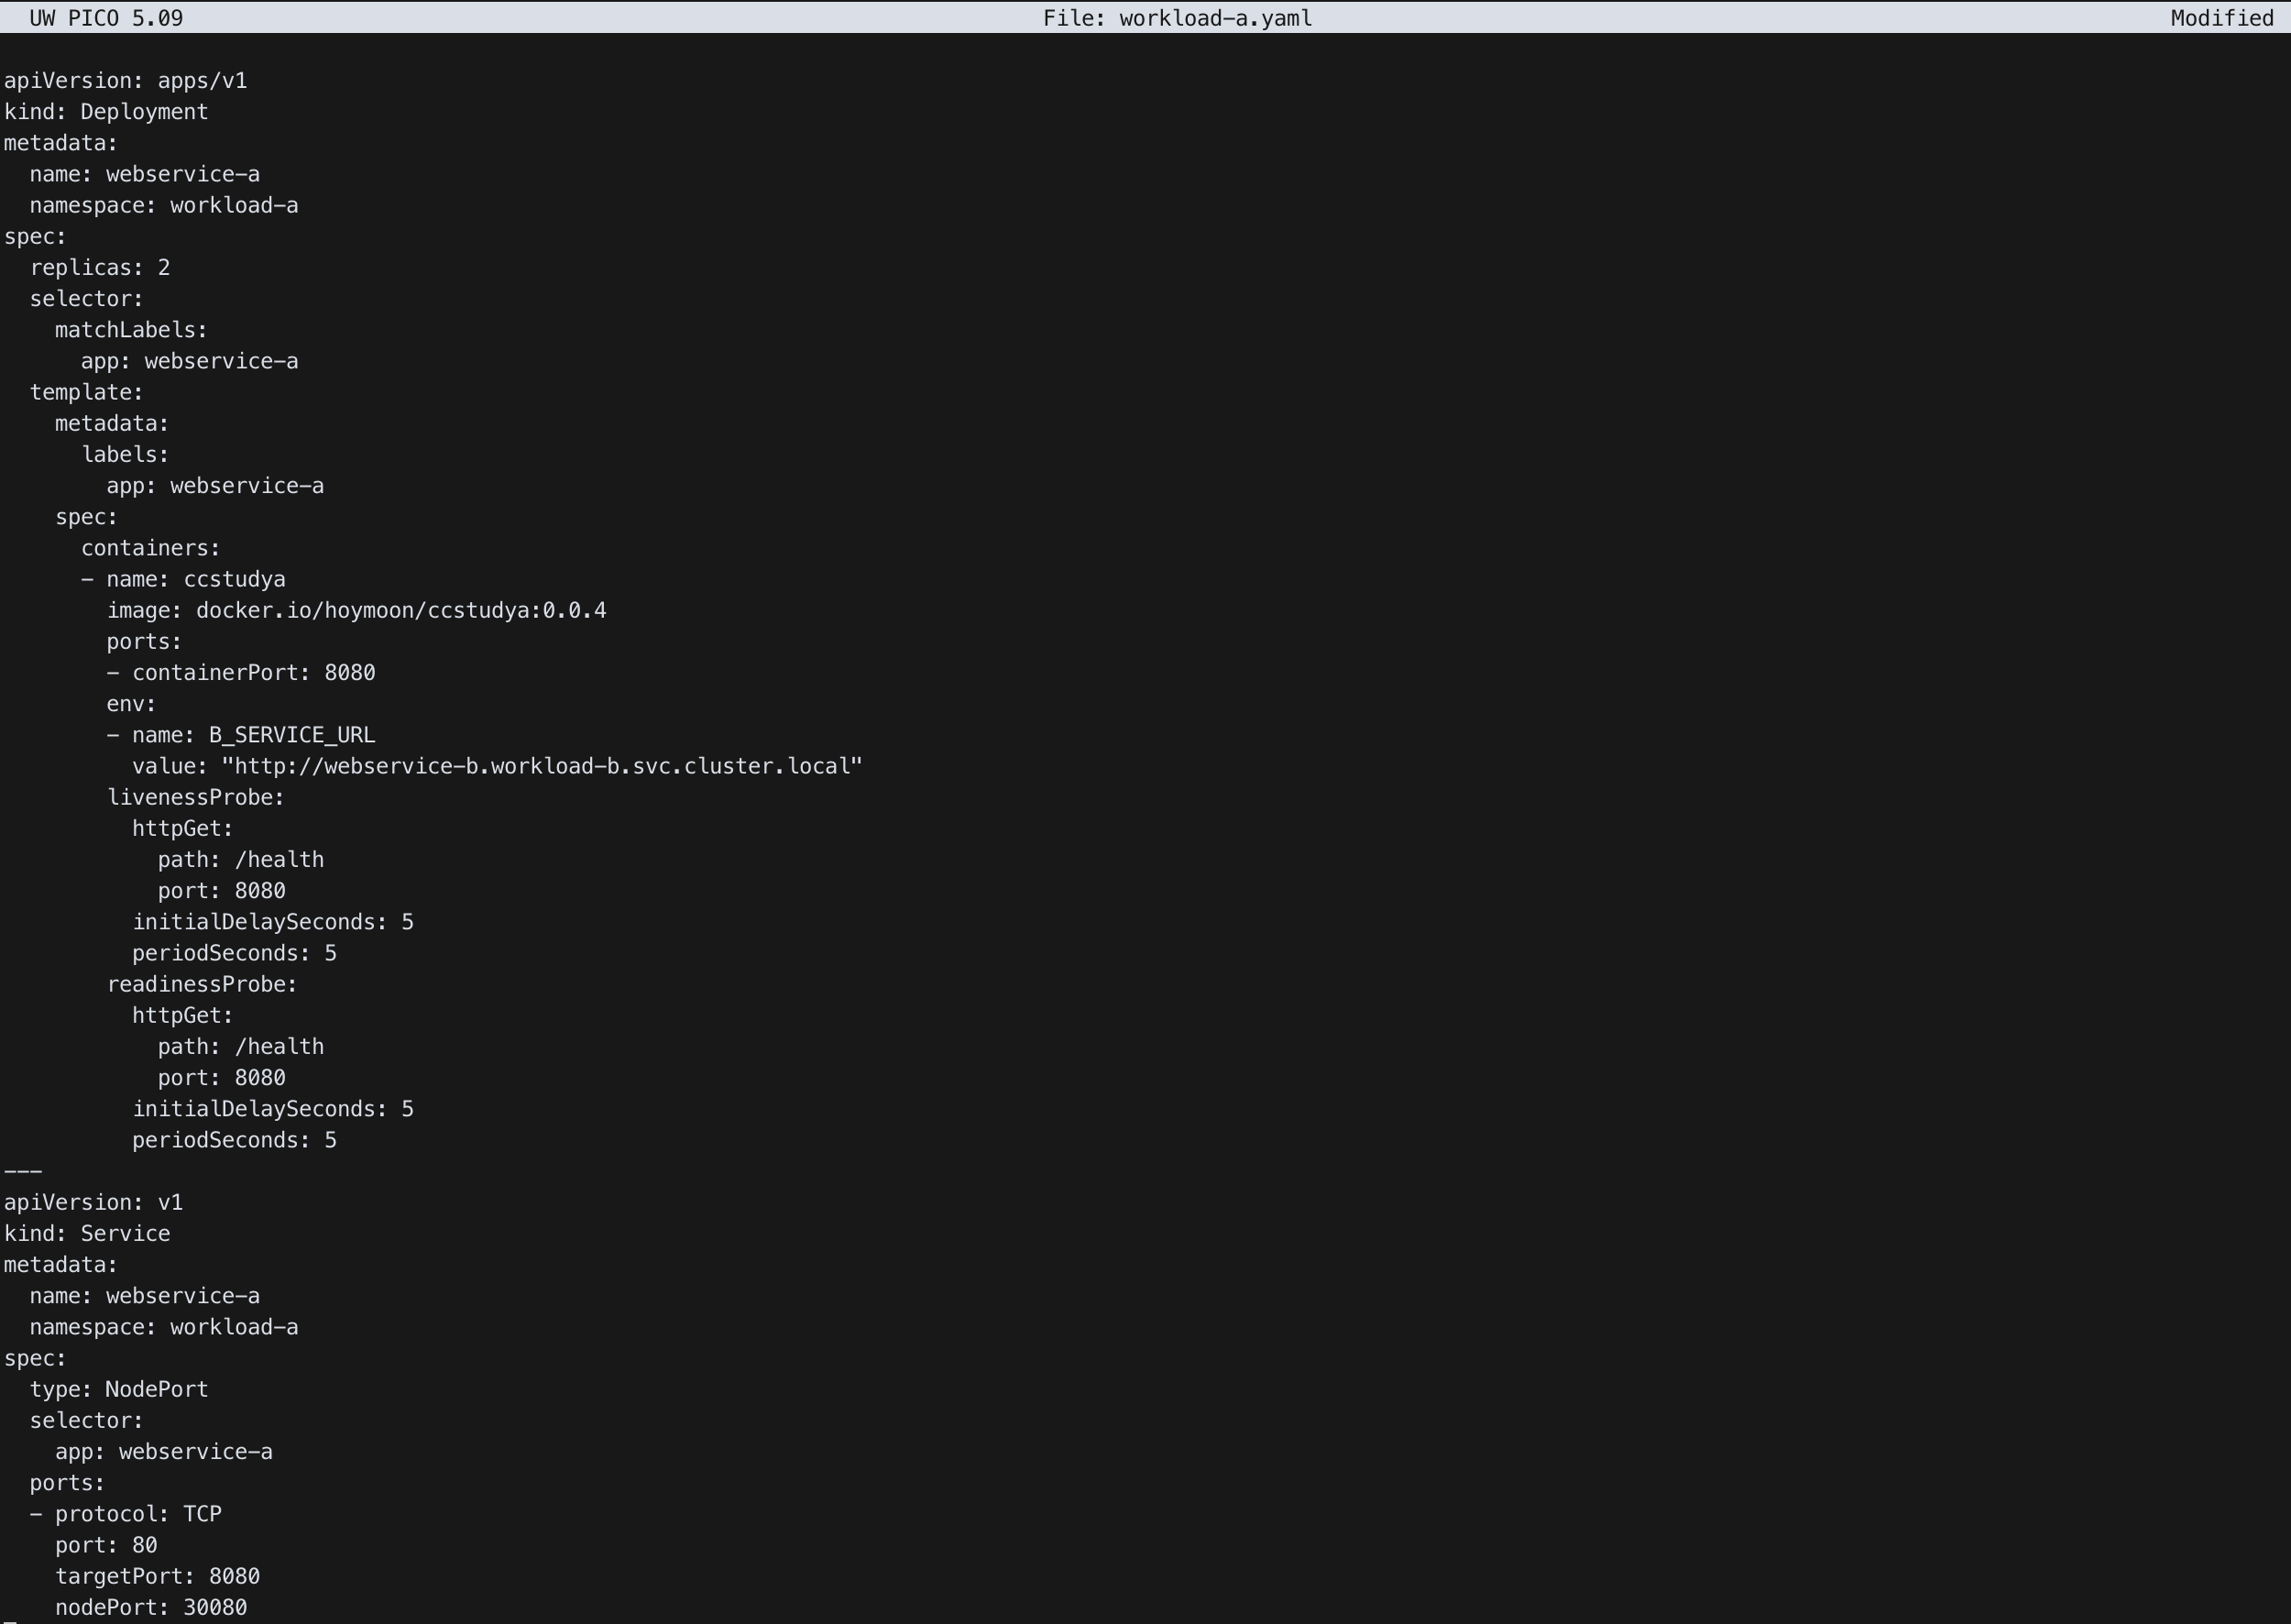 UW PICO 5.09 File: workload-a.yaml Modified
apiVersion: apps/v1
kind: Deployment
metadata:
  name: webservice-a
  namespace: workload-a
spec:
  replicas: 2
  selector:
    matchLabels:
      app: webservice-a
  template:
    metadata:
      labels:
        app: webservice-a
    spec:
      containers:
      - name: ccstudya
        image: docker.io/hoymoon/ccstudya:0.0.4
        ports:
        - containerPort: 8080
        env:
        - name: B_SERVICE_URL
          value: "http://webservice-b.workload-b.svc.cluster.local"
        livenessProbe:
          httpGet:
            path: /health
            port: 8080
          initialDelaySeconds: 5
          periodSeconds: 5
        readinessProbe:
          httpGet:
            path: /health
            port: 8080
          initialDelaySeconds: 5
          periodSeconds: 5
---
apiVersion: v1
kind: Service
metadata:
  name: webservice-a
  namespace: workload-a
spec:
  type: NodePort
  selector:
    app: webservice-a
  ports:
  - protocol: TCP
    port: 80
    targetPort: 8080
    nodePort: 30080